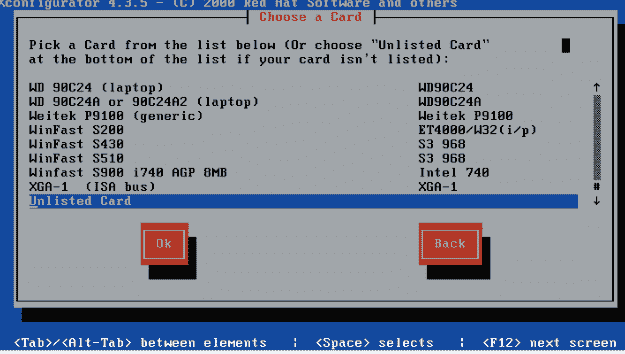 Xconfigurator 4.3.5 - (C) 2000 Red Hat Software and others
Choose a Card
Pick a Card from the list below (Or choose "Unlisted Card"
at the bottom of the list if your card isn't listed):
WD 90C24 (laptop) WD90C24
WD 90C24A or 90C24A2 (laptop) WD90C24A
Weitek P9100 (generic) Weitek P9100
WinFast S200 ET4000/W32(i/p)
WinFast S430 S3 968
WinFast S510 S3 968
Winfast S900 i740 AGP 8MB Intel 740
XGA-1 (ISA bus) XGA-1
Unlisted Card
Ok Back
<Tab>/<Alt-Tab> between elements | <Space> selects | <F12> next screen